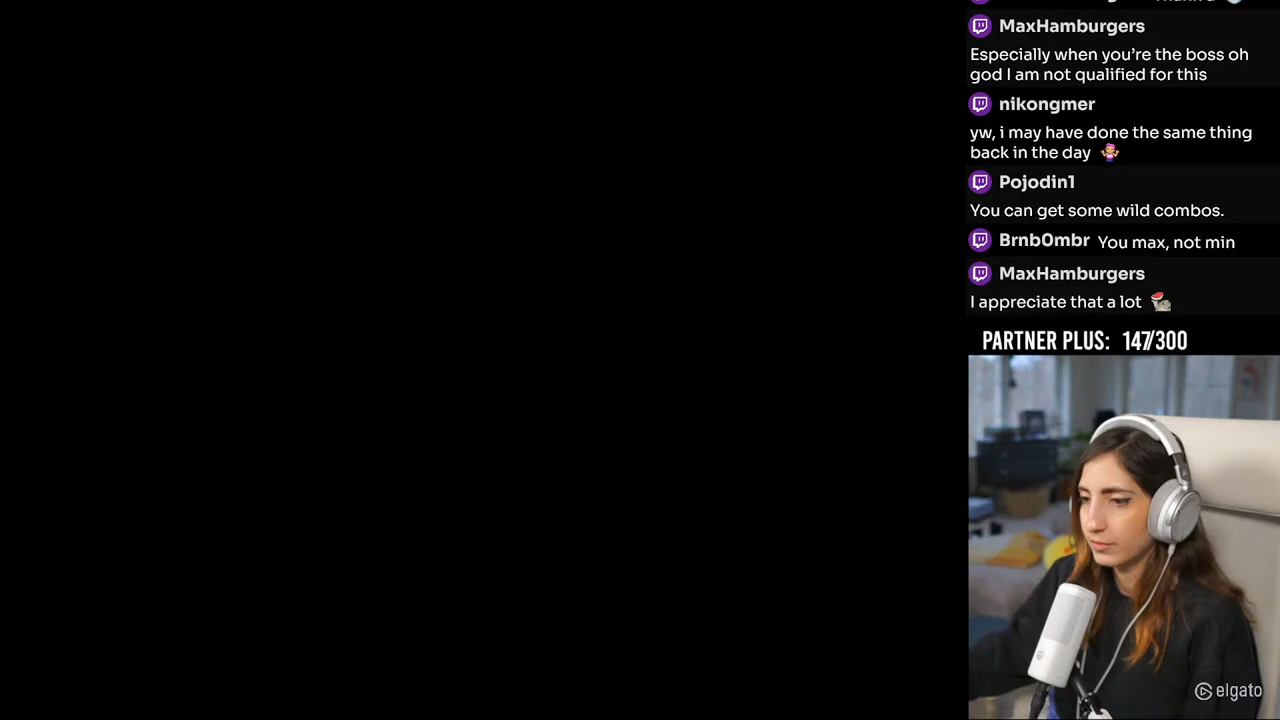 MaxHamburgers
Especially when you’re the boss oh
god I am not qualified for this
nikongmer
yw, i may have done the same thing
back in the day
Pojodin1
You can get some wild combos.
Brnb0mbr You max, not min
MaxHamburgers
I appreciate that a lot
PARTNER PLUS: 147/300
elgato